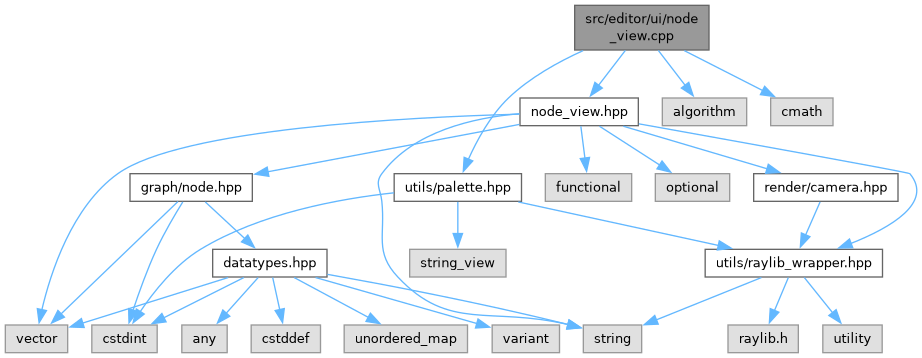 src/editor/ui/node
_view.cpp
node_view.hpp
algorithm
cmath
graph/node.hpp
utils/palette.hpp
functional
optional
render/camera.hpp
datatypes.hpp
string_view
utils/raylib_wrapper.hpp
vector
cstdint
any
cstddef
unordered_map
variant
string
raylib.h
utility